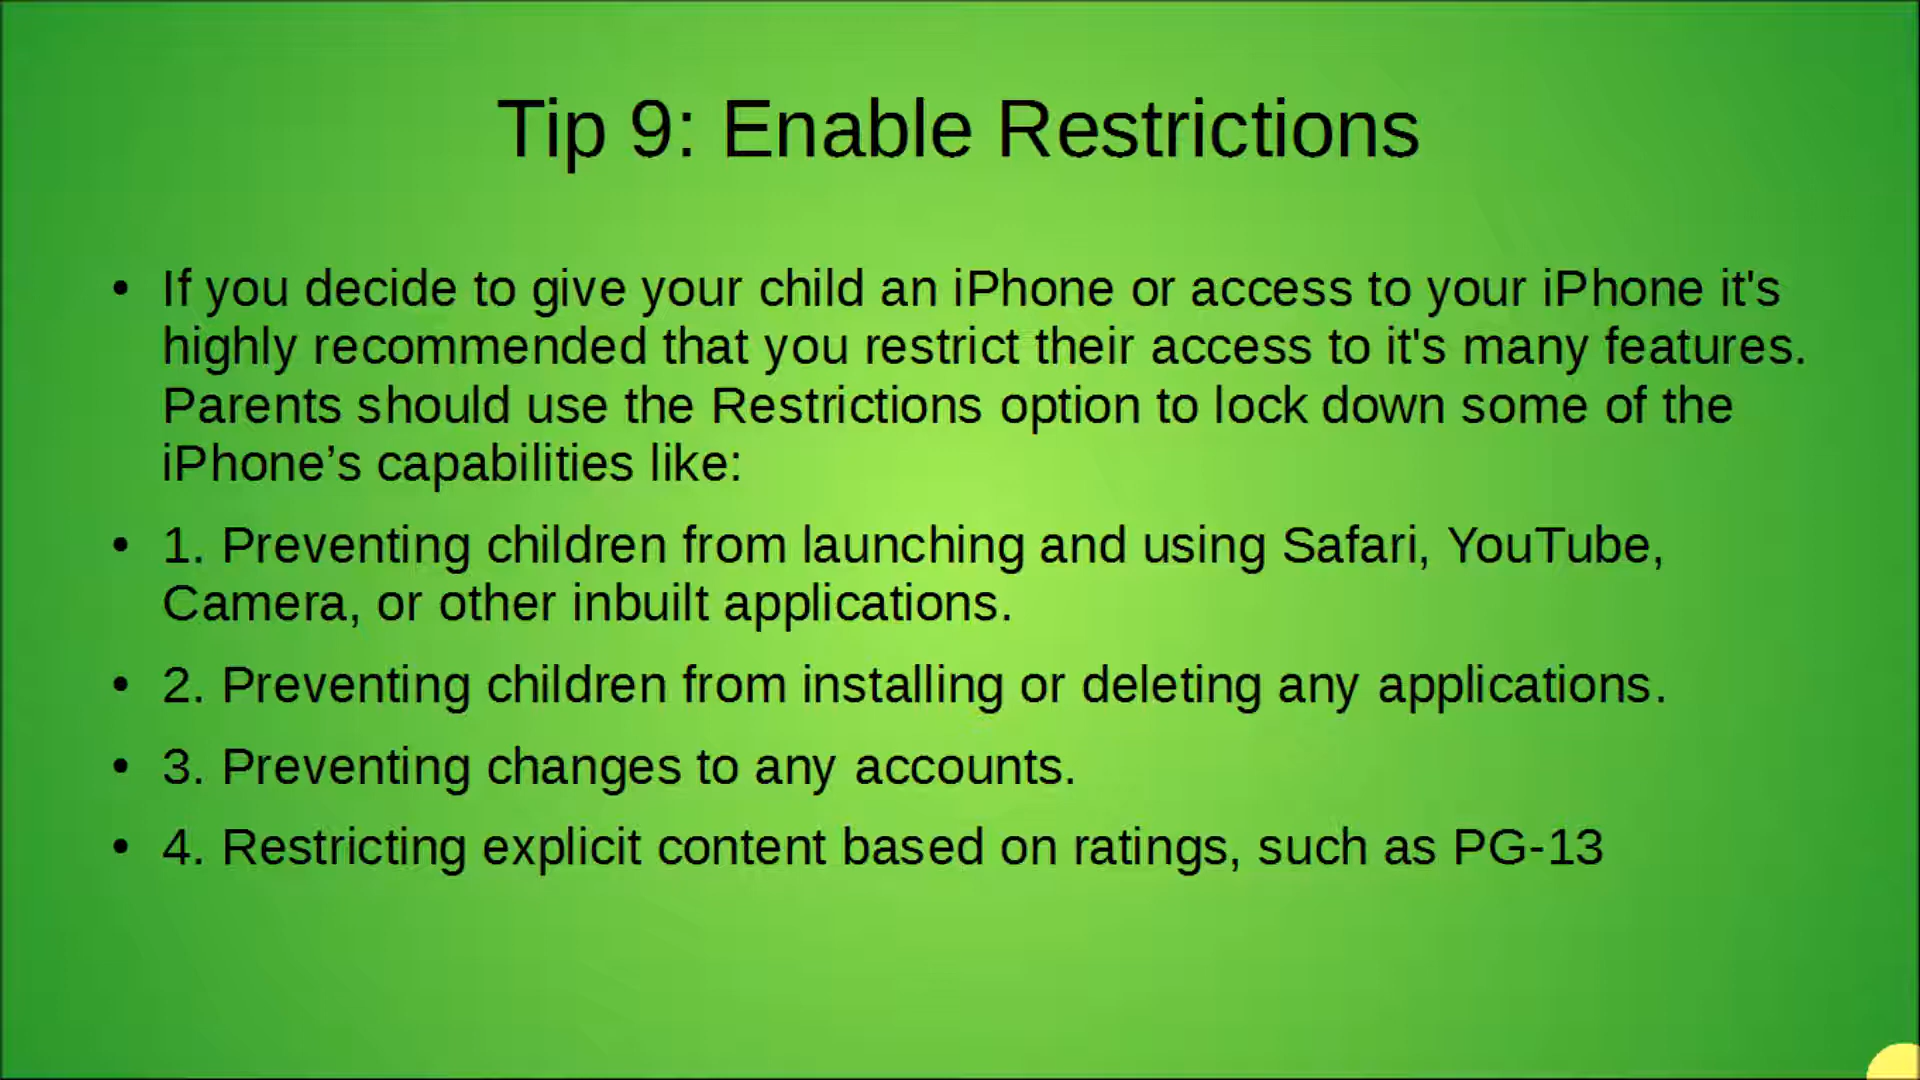 Tip 9: Enable Restrictions
• If you decide to give your child an iPhone or access to your iPhone it's
highly recommended that you restrict their access to it's many features.
Parents should use the Restrictions option to lock down some of the
iPhone’s capabilities like:
• 1. Preventing children from launching and using Safari, YouTube,
Camera, or other inbuilt applications.
• 2. Preventing children from installing or deleting any applications.
• 3. Preventing changes to any accounts.
• 4. Restricting explicit content based on ratings, such as PG-13